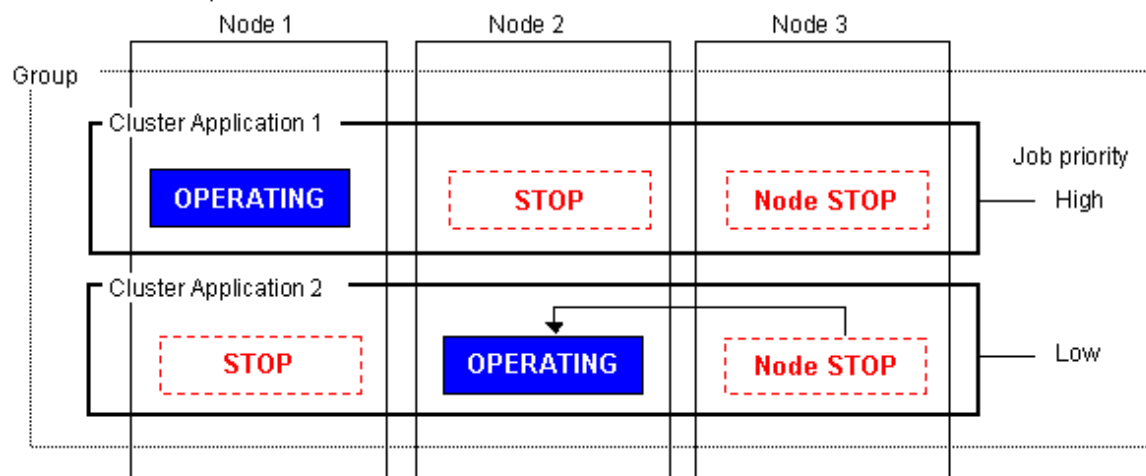 Node 1 Node 2 Node 3
Group
Cluster Application 1
Job priority
OPERATING STOP Node STOP High
Cluster Application 2
STOP OPERATING Node STOP Low